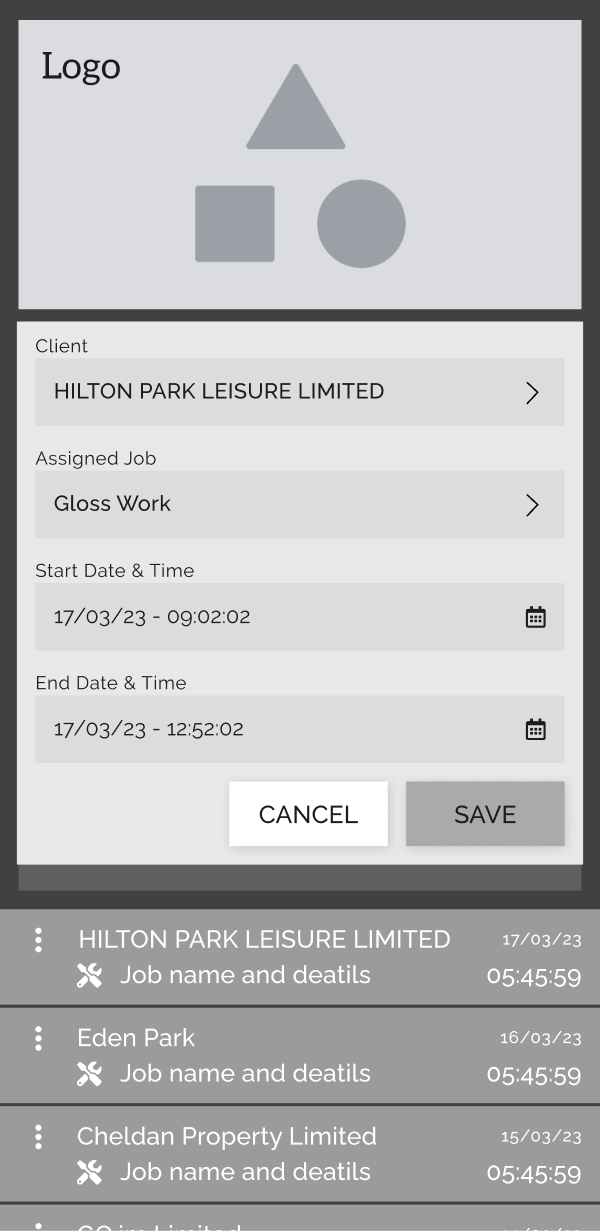 Logo
Client
HILTON PARK LEISURE LIMITED
Assigned Job
Gloss Work
Start Date & Time
17/03/23 - 09:02:02
End Date & Time
17/03/23 - 12:52:02
CANCEL SAVE
HILTON PARK LEISURE LIMITED 17/03/23
Job name and deatils 05:45:59
Eden Park 16/03/23
Job name and deatils 05:45:59
Cheldan Property Limited 15/03/23
Job name and deatils 05:45:59
Limited